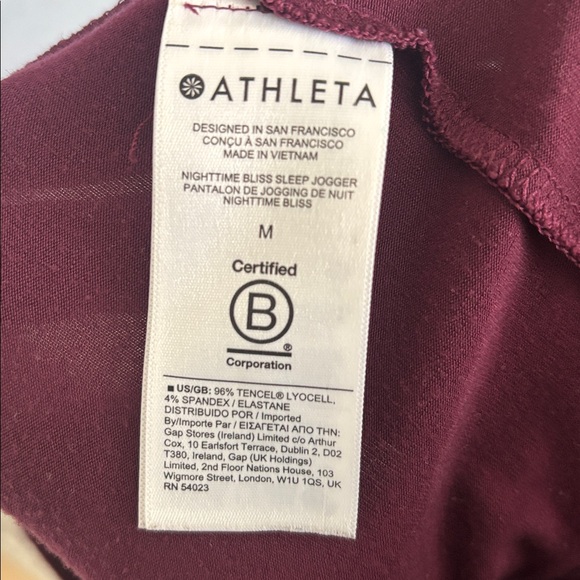 ATHLETA
DESIGNED IN SAN FRANCISCO
CONÇU À SAN FRANCISCO
MADE IN VIETNAM
NIGHTTIME BLISS SLEEP JOGGER
PANTALON DE JOGGING DE NUIT
NIGHTTIME BLISS
M
Certified
B
®
Corporation
■ US/GB: 96% TENCEL® LYOCELL,
4% SPANDEX / ELASTANE
DISTRIBUIDO POR / Imported
By/Importe Par / ΕΙΣΑΓΕΤΑΙ ΑΠΟ ΤΗΝ:
Gap Stores (Ireland) Limited c/o Arthur
Cox, 10 Earlsfort Terrace, Dublin 2, D02
T380, Ireland, Gap (UK Holdings)
Limited, 2nd Floor Nations House, 103
Wigmore Street, London, W1U 1QS, UK
RN 54023